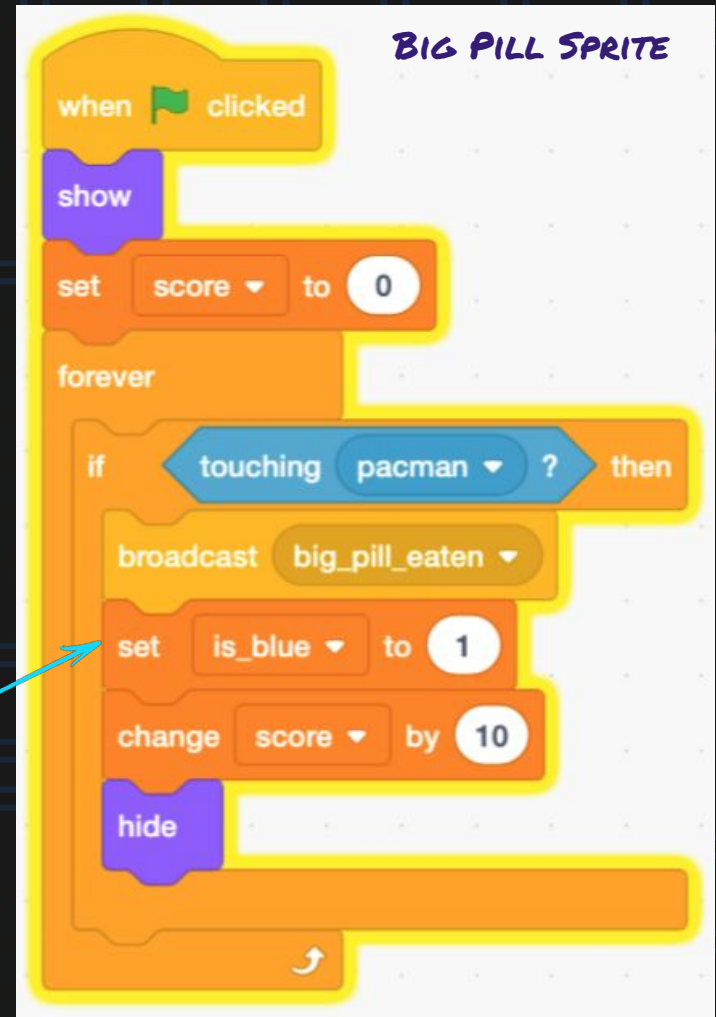 BIG PILL SPRITE
when clicked
show
set score to 0
forever
if touching pacman ? then
broadcast big_pill_eaten
set is_blue to 1
change score by 10
hide